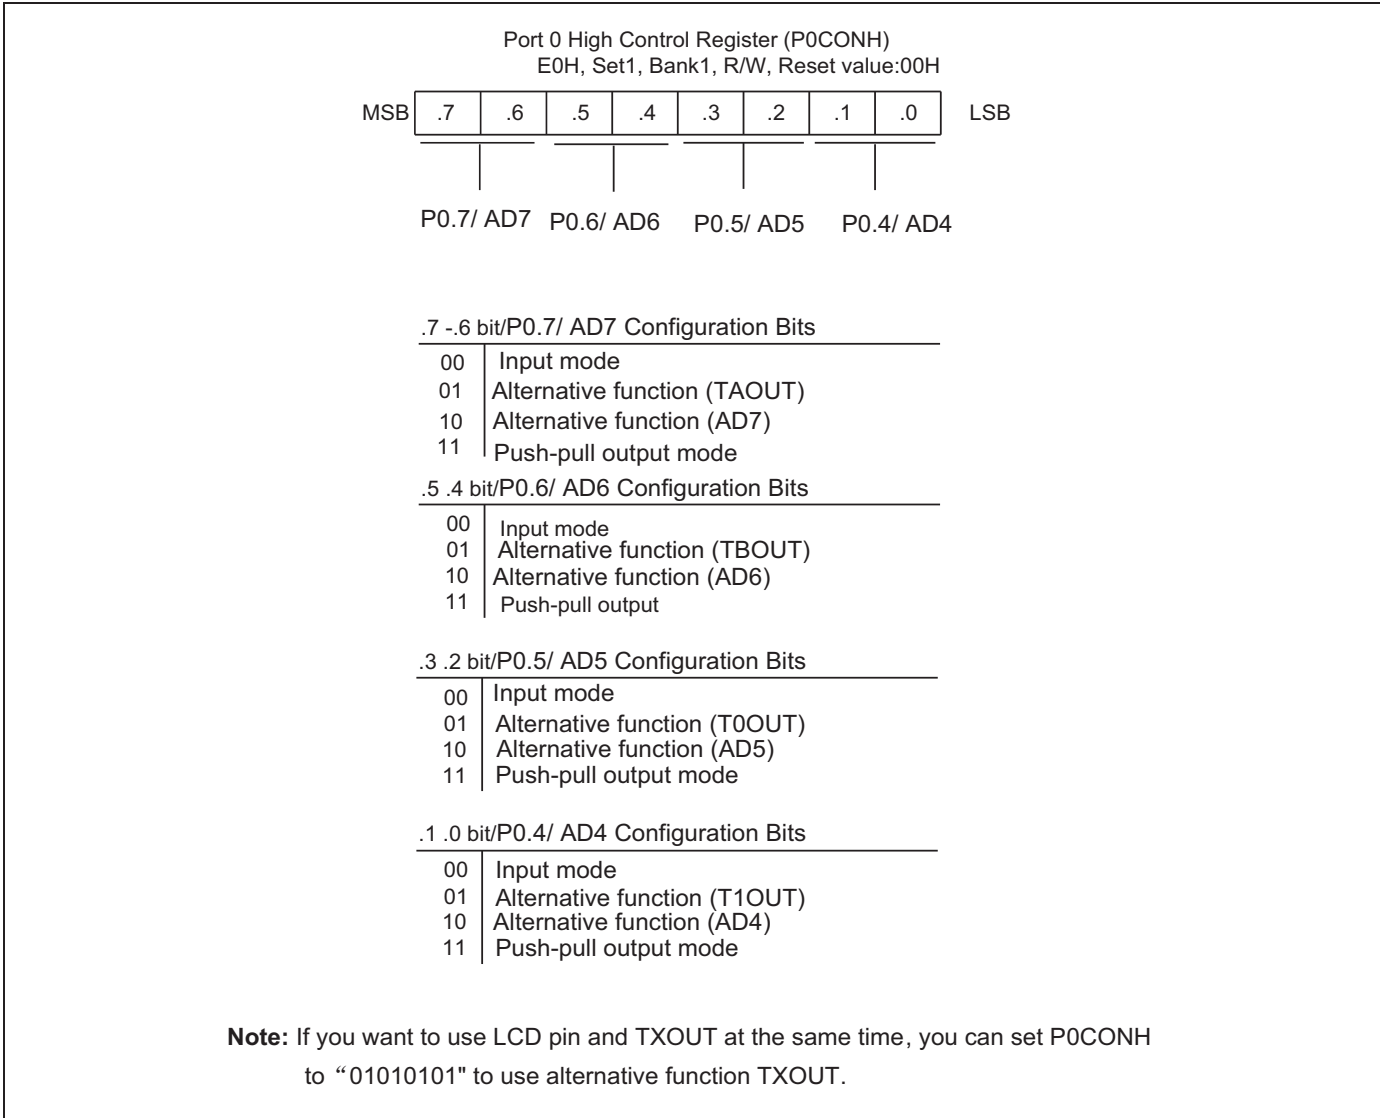 Port 0 High Control Register (P0CONH)
E0H, Set1, Bank1, R/W, Reset value:00H
MSB .7 .6 .5 .4 .3 .2 .1 .0 LSB
P0.7/ AD7 P0.6/ AD6 P0.5/ AD5 P0.4/ AD4
.7 -.6 bit/P0.7/ AD7 Configuration Bits
00 Input mode
01 Alternative function (TAOUT)
10 Alternative function (AD7)
11 Push-pull output mode
.5 .4 bit/P0.6/ AD6 Configuration Bits
00 Input mode
01 Alternative function (TBOUT)
10 Alternative function (AD6)
11 Push-pull output
.3 .2 bit/P0.5/ AD5 Configuration Bits
00 Input mode
01 Alternative function (T0OUT)
10 Alternative function (AD5)
11 Push-pull output mode
.1 .0 bit/P0.4/ AD4 Configuration Bits
00 Input mode
01 Alternative function (T1OUT)
10 Alternative function (AD4)
11 Push-pull output mode
Note: If you want to use LCD pin and TXOUT at the same time, you can set P0CONH
to “01010101" to use alternative function TXOUT.